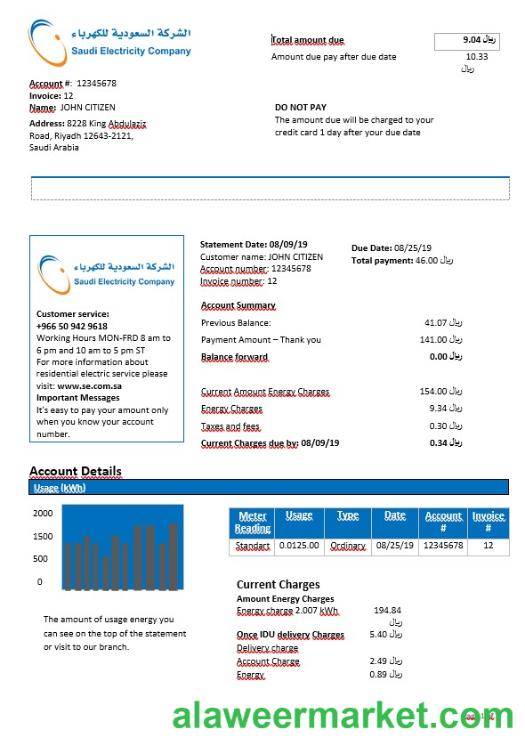 الشركة السعودية للكهرباء
Saudi Electricity Company
Total amount due 9.04 ريال
Amount due pay after due date 10.33
ريال
Account #: 12345678
Invoice: 12
Name: JOHN CITIZEN
Address: 8228 King Abdulaziz
Road, Riyadh 12643-2121,
Saudi Arabia
DO NOT PAY
The amount due will be charged to your
credit card 1 day after your due date
الشركة السعودية للكهرباء
Saudi Electricity Company
Customer service:
+966 50 942 9618
Working Hours MON-FRD 8 am to
6 pm and 10 am to 5 pm ST
For more information about
residential electric service please
visit: www.se.com.sa
Important Messages
It's easy to pay your amount only
when you know your account
number.
Statement Date: 08/09/19
Customer name: JOHN CITIZEN
Account number: 12345678
Invoice number: 12
Due Date: 08/25/19
Total payment: 46.00 ريال
Account Summary
Previous Balance: 41.07 ريال
Payment Amount – Thank you 141.00 ريال
Balance forward 0.00 ريال
Current Amount Energy Charges 154.00 ريال
Energy Charges 9.34 ريال
Taxes and fees 0.30 ريال
Current Charges due by: 08/09/19 0.34 ريال
Account Details
Usage (kWh)
2000
1500
500
0
The amount of usage energy you
can see on the top of the statement
or visit to our branch.
Meter Reading Usage Type Date Account # Invoice #
Standart 0.0125.00 Ordinary 08/25/19 12345678 12
Current Charges
Amount Energy Charges
Energy charge 2.007 kWh 194.84
ريال
Once IDU delivery Charges 5.40 ريال
Delivery charge
Account Charge 2.49 ريال
Energy 0.89 ريال
alaweermarket.com